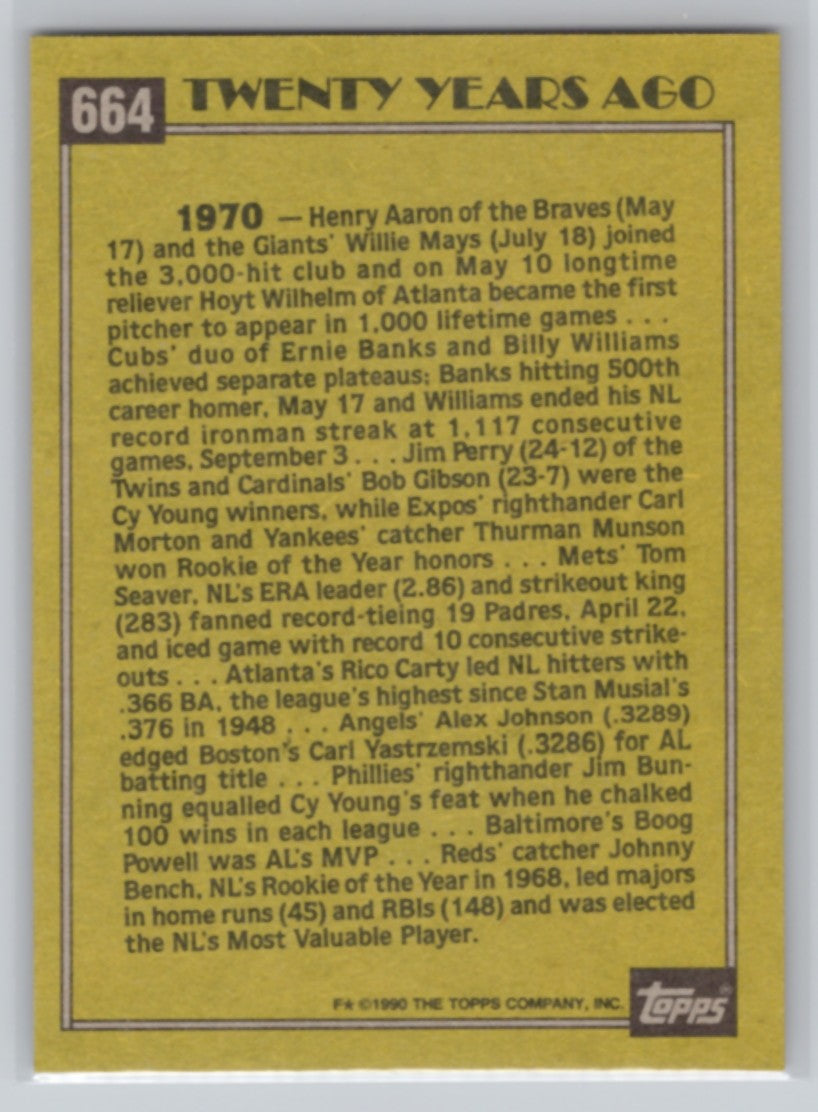 664 TWENTY YEARS AGO
1970 — Henry Aaron of the Braves (May
17) and the Giants' Willie Mays (July 18) joined
the 3,000-hit club and on May 10 longtime
reliever Hoyt Wilhelm of Atlanta became the first
pitcher to appear in 1,000 lifetime games . . .
Cubs' duo of Ernie Banks and Billy Williams
achieved separate plateaus; Banks hitting 500th
career homer, May 17 and Williams ended his NL
record ironman streak at 1,117 consecutive
games, September 3 . . . Jim Perry (24-12) of the
Twins and Cardinals' Bob Gibson (23-7) were the
Cy Young winners, while Expos' righthander Carl
Morton and Yankees' catcher Thurman Munson
won Rookie of the Year honors . . . Mets' Tom
Seaver, NL's ERA leader (2.86) and strikeout king
(283) fanned record-tieing 19 Padres, April 22,
and iced game with record 10 consecutive strike-
outs . . . Atlanta's Rico Carty led NL hitters with
.366 BA, the league's highest since Stan Musial's
.376 in 1948 . . . Angels' Alex Johnson (.3289)
edged Boston's Carl Yastrzemski (.3286) for AL
batting title . . . Phillies' righthander Jim Bun-
ning equalled Cy Young's feat when he chalked
100 wins in each league . . . Baltimore's Boog
Powell was AL's MVP . . . Reds' catcher Johnny
Bench, NL's Rookie of the Year in 1968, led majors
in home runs (45) and RBIs (148) and was elected
the NL's Most Valuable Player.
F★ ©1990 THE TOPPS COMPANY, INC. topps®